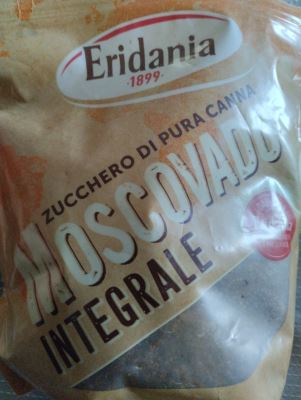 Eridania
·1899·
ZUCCHERO DI PURA CANNA
MOSCOVADO
INTEGRALE